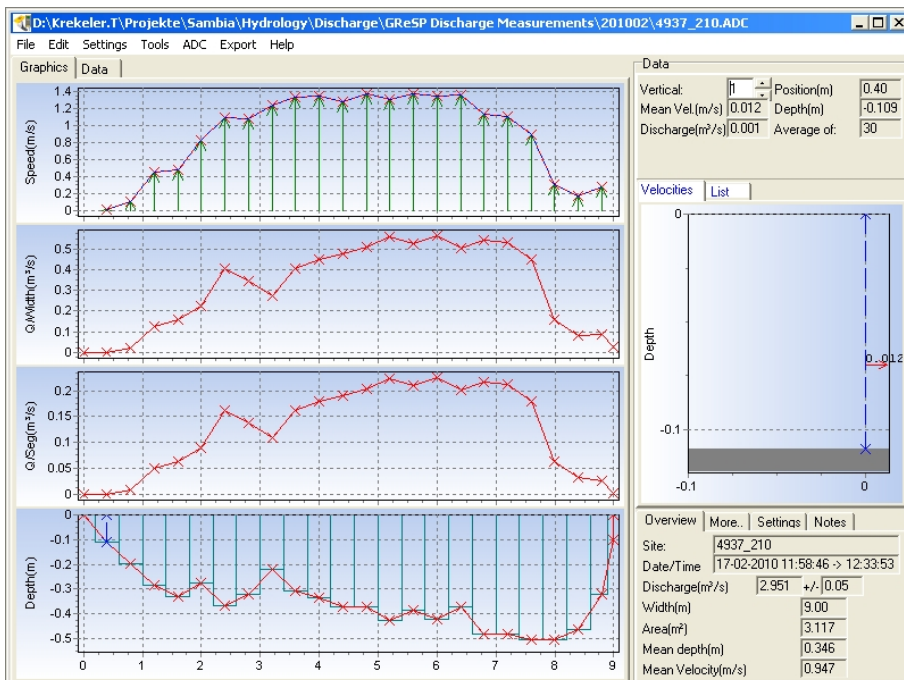 D:\Krekeler.T\Projekte\Sambia\Hydrology\Discharge\GReSP Discharge Measurements\201002\4937_210.ADC
File Edit Settings Tools ADC Export Help
Graphics Data
Speed(m/s)
1.4
1.2
1
0.8
0.6
0.4
0.2
0
Q/Width(m²/s)
0.5
0.4
0.3
0.2
0.1
0
Q/Seg(m³/s)
0.2
0.15
0.1
0.05
0
Depth(m)
0
-0.1
-0.2
-0.3
-0.4
-0.5
0 1 2 3 4 5 6 7 8 9
Data
Vertical: 1 Position(m) 0.40
Mean Vel.(m/s) 0.012 Depth(m) -0.109
Discharge(m³/s) 0.001 Average of: 30
Velocities List
0
Depth
0.012
-0.1
-0.1 0
Overview More.. Settings Notes
Site: 4937_210
Date/Time 17-02-2010 11:58:46 -> 12:33:53
Discharge(m³/s) 2.951 +/- 0.05
Width(m) 9.00
Area(m²) 3.117
Mean depth(m) 0.346
Mean Velocity(m/s) 0.947